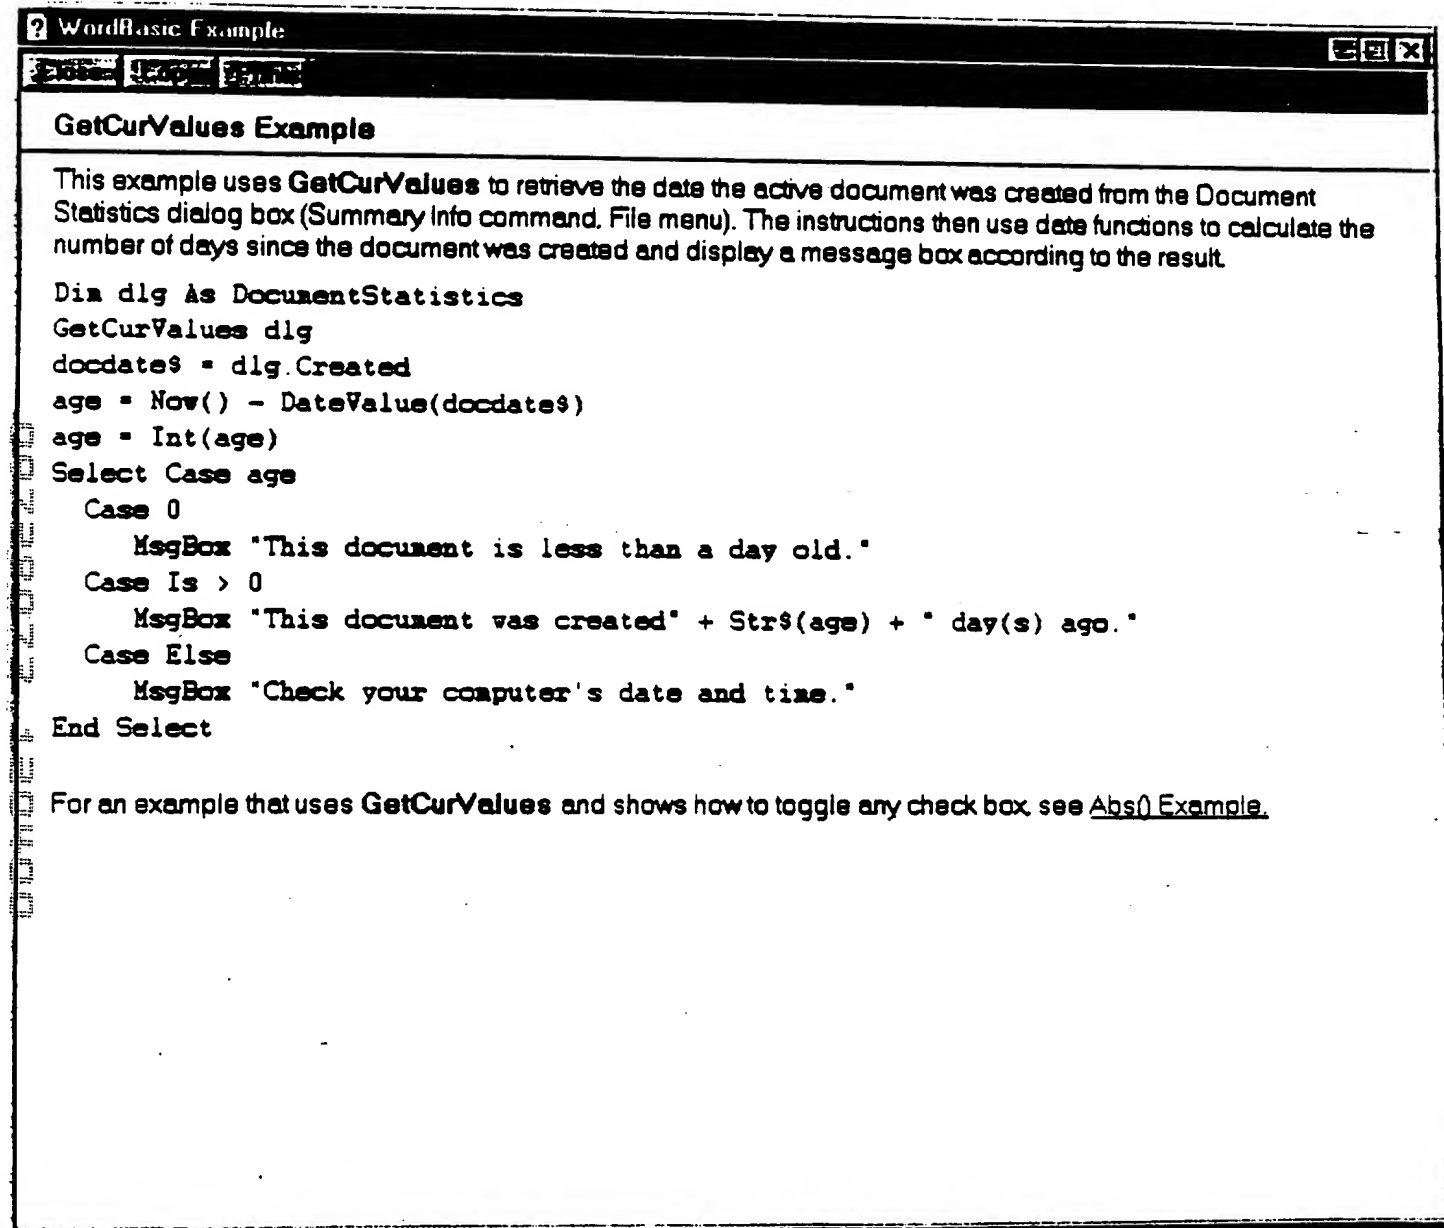 WordBasic Example
Close Copy Print
GetCurValues Example
This example uses GetCurValues to retrieve the date the active document was created from the Document
Statistics dialog box (Summary Info command, File menu). The instructions then use date functions to calculate the
number of days since the document was created and display a message box according to the result.
Dim dlg As DocumentStatistics
GetCurValues dlg
docdate$ = dlg.Created
age = Now() - DateValue(docdate$)
age = Int(age)
Select Case age
Case 0
MsgBox "This document is less than a day old."
Case Is > 0
MsgBox "This document was created" + Str$(age) + " day(s) ago."
Case Else
MsgBox "Check your computer's date and time."
End Select
For an example that uses GetCurValues and shows how to toggle any check box, see Abs() Example.